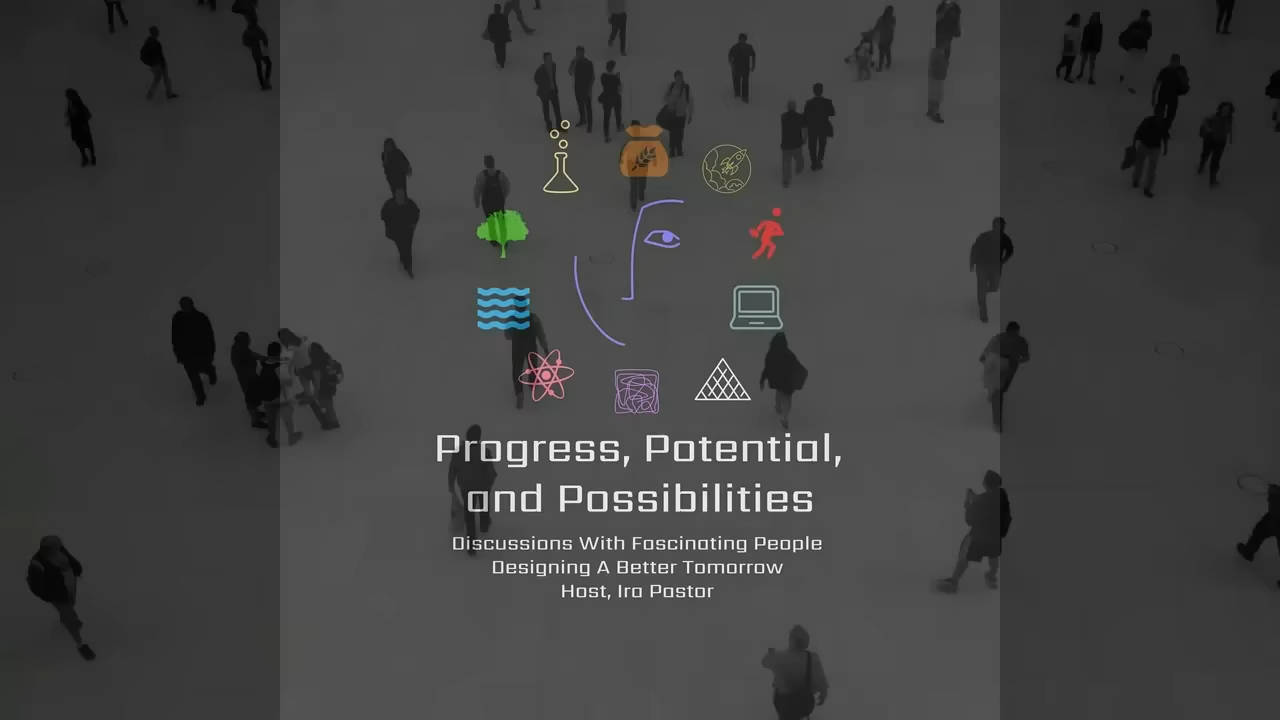 Progress, Potential,
and Possibilities
Discussions With Fascinating People
Designing A Better Tomorrow
Host, Ira Pastor